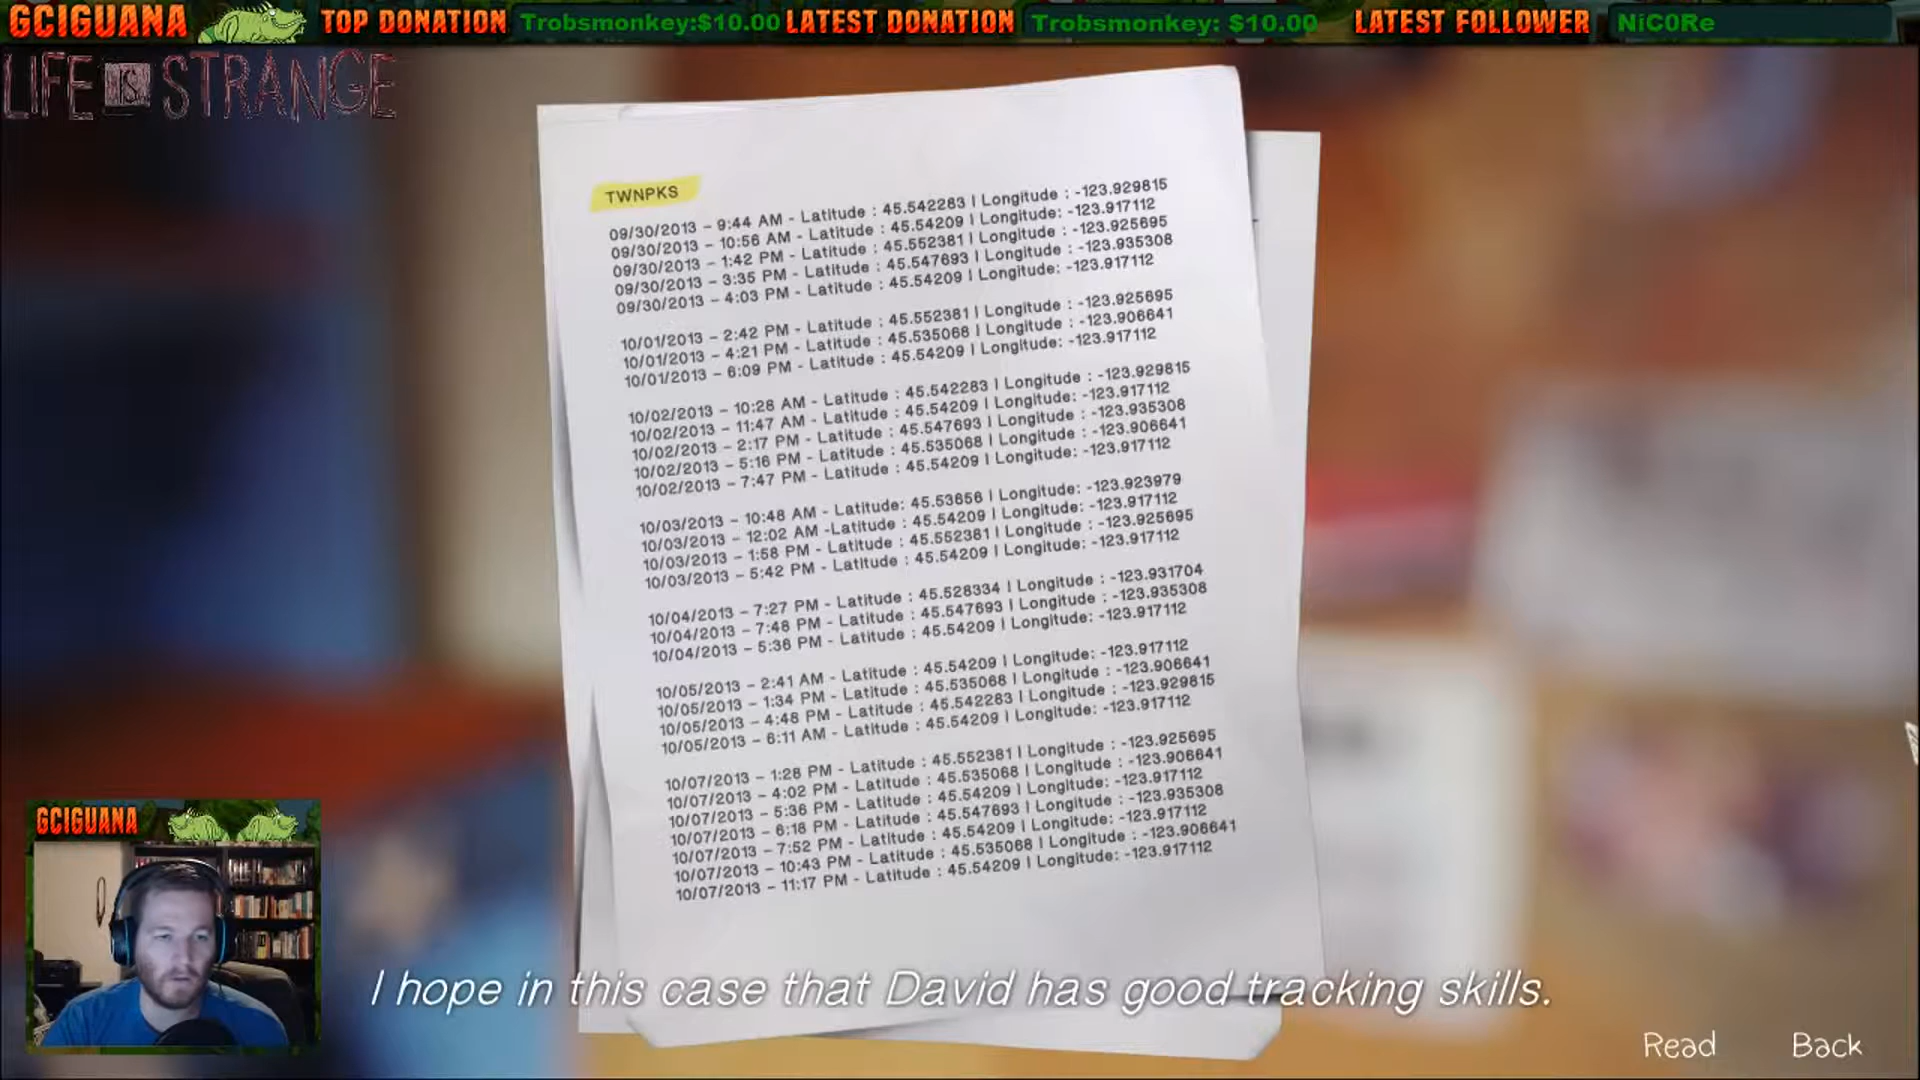 GCIGUANA TOP DONATION Trobsmonkey:$10.00 LATEST DONATION Trobsmonkey: $10.00 LATEST FOLLOWER NiC0Re
LIFE IS STRANGE
TWNPKS
09/30/2013 – 9:44 AM - Latitude : 45.542283 | Longitude : -123.929815
09/30/2013 – 10:56 AM - Latitude : 45.54209 | Longitude: -123.917112
09/30/2013 – 1:42 PM - Latitude : 45.552381 | Longitude : -123.925695
09/30/2013 – 3:35 PM - Latitude : 45.547693 | Longitude : -123.935308
09/30/2013 – 4:03 PM - Latitude : 45.54209 | Longitude: -123.917112
10/01/2013 – 2:42 PM - Latitude : 45.552381 | Longitude : -123.925695
10/01/2013 – 4:21 PM - Latitude : 45.535068 | Longitude : -123.906641
10/01/2013 – 6:09 PM - Latitude : 45.54209 | Longitude: -123.917112
10/02/2013 – 10:28 AM - Latitude : 45.542283 | Longitude : -123.929815
10/02/2013 – 11:47 AM - Latitude : 45.54209 | Longitude: -123.917112
10/02/2013 – 2:17 PM - Latitude : 45.547693 | Longitude : -123.935308
10/02/2013 – 5:16 PM - Latitude : 45.535068 | Longitude : -123.906641
10/02/2013 – 7:47 PM - Latitude : 45.54209 | Longitude: -123.917112
10/03/2013 – 10:48 AM - Latitude: 45.53656 | Longitude: -123.923979
10/03/2013 – 12:02 AM -Latitude : 45.54209 | Longitude: -123.917112
10/03/2013 – 1:58 PM - Latitude : 45.552381 | Longitude : -123.925695
10/03/2013 – 5:42 PM - Latitude : 45.54209 | Longitude: -123.917112
10/04/2013 – 7:27 PM - Latitude : 45.528334 | Longitude : -123.931704
10/04/2013 – 7:48 PM - Latitude : 45.547693 | Longitude : -123.935308
10/04/2013 – 5:36 PM - Latitude : 45.54209 | Longitude: -123.917112
10/05/2013 – 2:41 AM - Latitude : 45.54209 | Longitude: -123.917112
10/05/2013 – 1:34 PM - Latitude : 45.535068 | Longitude : -123.906641
10/05/2013 – 4:48 PM - Latitude : 45.542283 | Longitude : -123.929815
10/05/2013 – 6:11 AM - Latitude : 45.54209 | Longitude: -123.917112
10/07/2013 – 1:28 PM - Latitude : 45.552381 | Longitude : -123.925695
10/07/2013 – 4:02 PM - Latitude : 45.535068 | Longitude : -123.906641
10/07/2013 – 5:36 PM - Latitude : 45.54209 | Longitude: -123.917112
10/07/2013 – 6:18 PM - Latitude : 45.547693 | Longitude : -123.935308
10/07/2013 – 7:52 PM - Latitude : 45.54209 | Longitude: -123.917112
10/07/2013 – 10:43 PM - Latitude : 45.535068 | Longitude : -123.906641
10/07/2013 – 11:17 PM - Latitude : 45.54209 | Longitude: -123.917112
GCIGUANA
I hope in this case that David has good tracking skills.
Read Back